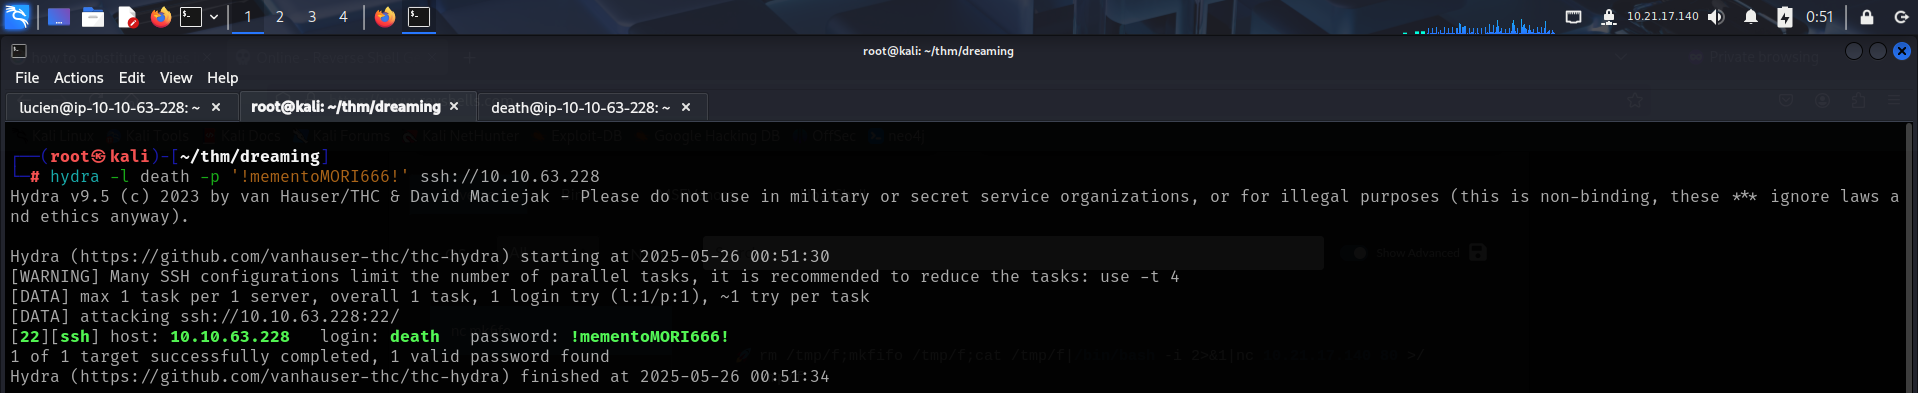 1 2 3 4 10.21.17.140 0:51
root@kali: ~/thm/dreaming
File Actions Edit View Help
lucien@ip-10-10-63-228: ~ × root@kali: ~/thm/dreaming × death@ip-10-10-63-228: ~ ×
┌──(root㉿kali)-[~/thm/dreaming]
└─# hydra -l death -p '!mementoMORI666!' ssh://10.10.63.228
Hydra v9.5 (c) 2023 by van Hauser/THC & David Maciejak - Please do not use in military or secret service organizations, or for illegal purposes (this is non-binding, these *** ignore laws a
nd ethics anyway).
Hydra (https://github.com/vanhauser-thc/thc-hydra) starting at 2025-05-26 00:51:30
[WARNING] Many SSH configurations limit the number of parallel tasks, it is recommended to reduce the tasks: use -t 4
[DATA] max 1 task per 1 server, overall 1 task, 1 login try (l:1/p:1), ~1 try per task
[DATA] attacking ssh://10.10.63.228:22/
[22][ssh] host: 10.10.63.228 login: death password: !mementoMORI666!
1 of 1 target successfully completed, 1 valid password found
Hydra (https://github.com/vanhauser-thc/thc-hydra) finished at 2025-05-26 00:51:34